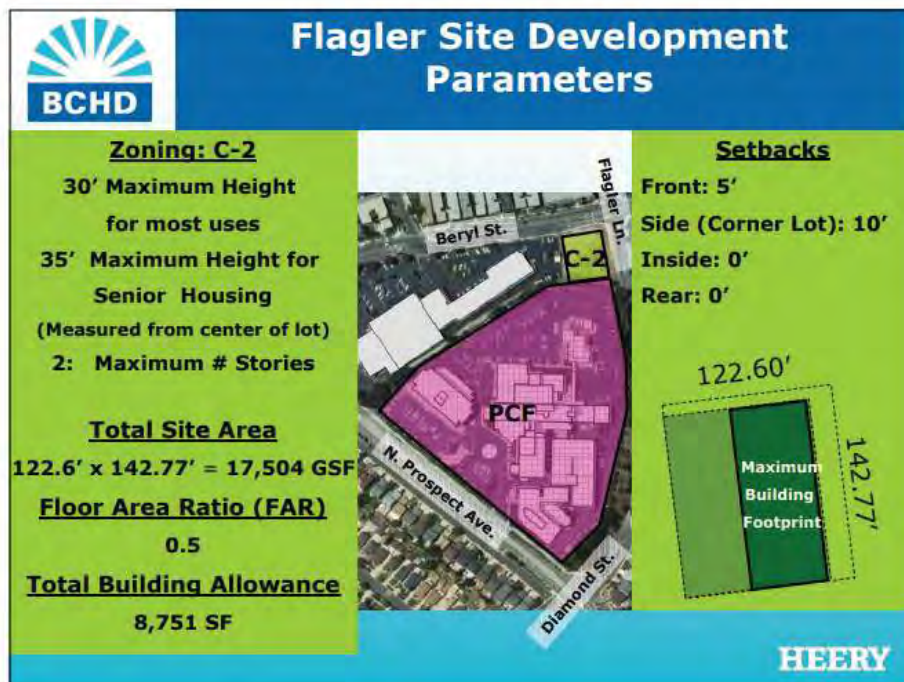 BCHD
Flagler Site Development
Parameters
Zoning: C-2
30' Maximum Height
for most uses
35' Maximum Height for
Senior Housing
(Measured from center of lot)
2: Maximum # Stories
Total Site Area
122.6' x 142.77' = 17,504 GSF
Floor Area Ratio (FAR)
0.5
Total Building Allowance
8,751 SF
Flagler Ln.
Beryl St.
C-2
PCF
N. Prospect Ave.
Diamond St.
Setbacks
Front: 5'
Side (Corner Lot): 10'
Inside: 0'
Rear: 0'
122.60'
142.77'
Maximum
Building
Footprint
HEERY